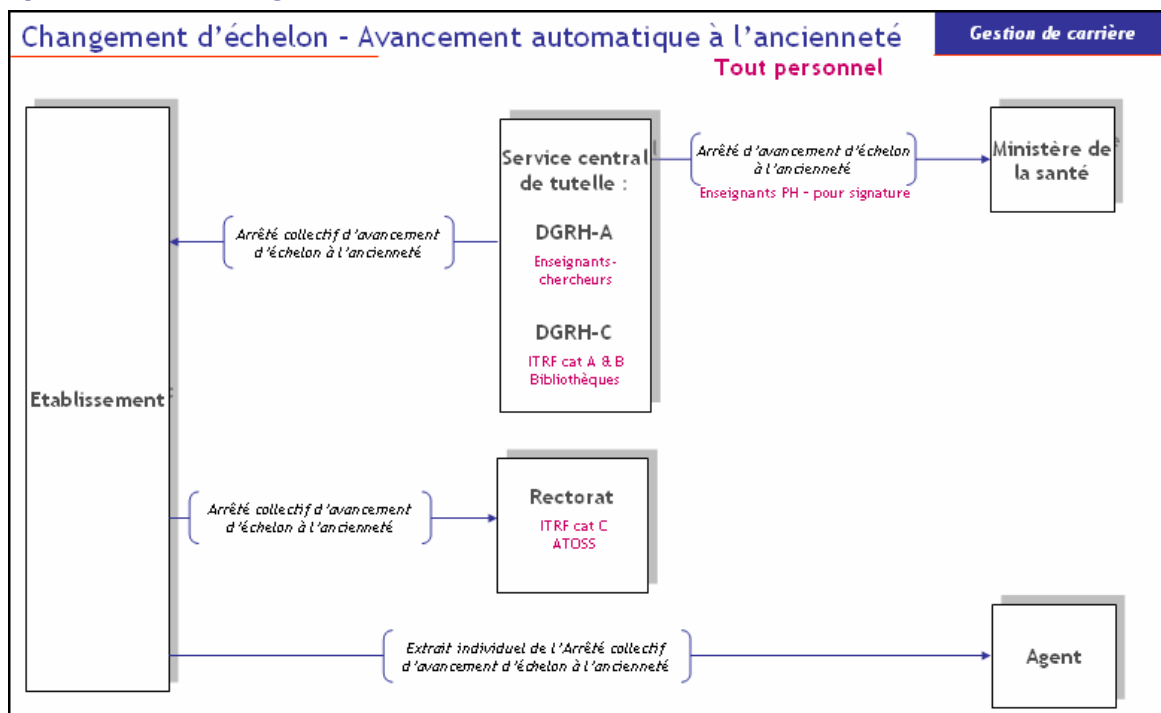 Changement d'échelon - Avancement automatique à l'ancienneté
Gestion de carrière
Tout personnel
Etablissement
Arrêté collectif d'avancement
d'échelon à l'ancienneté
Service central
de tutelle :
DGRH-A
Enseignants-
chercheurs
DGRH-C
ITRF cat A & B
Bibliothèques
Arrêté d'avancement d'échelon
à l'ancienneté
Enseignants PH - pour signature
Ministère de
la santé
Arrêté collectif d'avancement
d'échelon à l'ancienneté
Rectorat
ITRF cat C
ATOSS
Extrait individuel de l'Arrêté collectif
d'avancement d'échelon à l'ancienneté
Agent